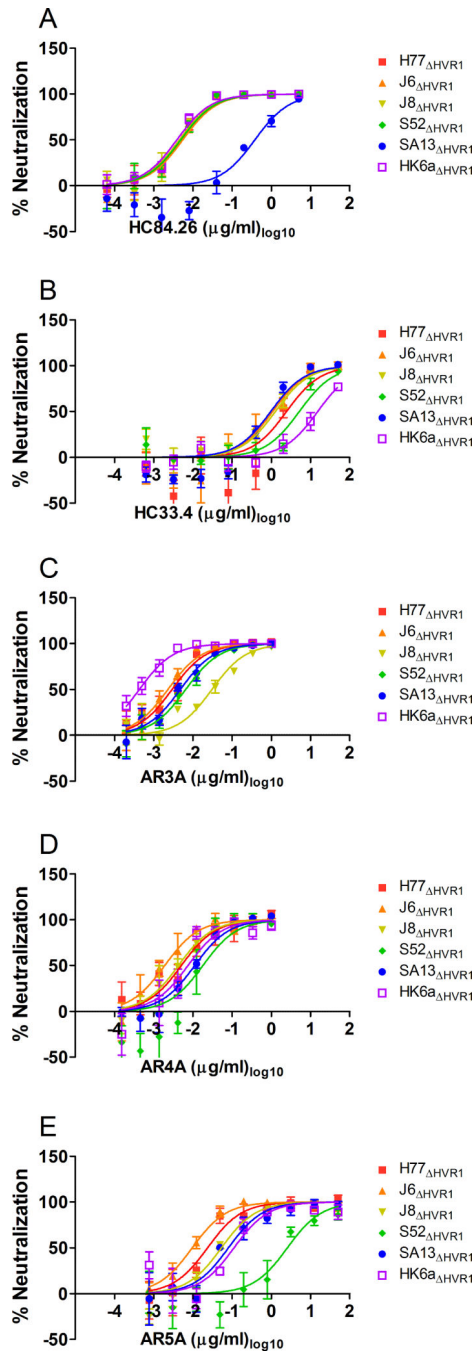 A
150
100
50
0
-50
% Neutralization
-4 -3 -2 -1 0 1 2
HC84.26 (μg/ml)log10
H77ΔHVR1
J6ΔHVR1
J8ΔHVR1
S52ΔHVR1
SA13ΔHVR1
HK6aΔHVR1
B
150
100
50
0
-50
% Neutralization
-4 -3 -2 -1 0 1 2
HC33.4 (μg/ml)log10
H77ΔHVR1
J6ΔHVR1
J8ΔHVR1
S52ΔHVR1
SA13ΔHVR1
HK6aΔHVR1
C
150
100
50
0
-50
% Neutralization
-4 -3 -2 -1 0 1 2
AR3A (μg/ml)log10
H77ΔHVR1
J6ΔHVR1
J8ΔHVR1
S52ΔHVR1
SA13ΔHVR1
HK6aΔHVR1
D
150
100
50
0
-50
% Neutralization
-4 -3 -2 -1 0 1 2
AR4A (μg/ml)log10
H77ΔHVR1
J6ΔHVR1
J8ΔHVR1
S52ΔHVR1
SA13ΔHVR1
HK6aΔHVR1
E
150
100
50
0
-50
% Neutralization
-4 -3 -2 -1 0 1 2
AR5A (μg/ml)log10
H77ΔHVR1
J6ΔHVR1
J8ΔHVR1
S52ΔHVR1
SA13ΔHVR1
HK6aΔHVR1